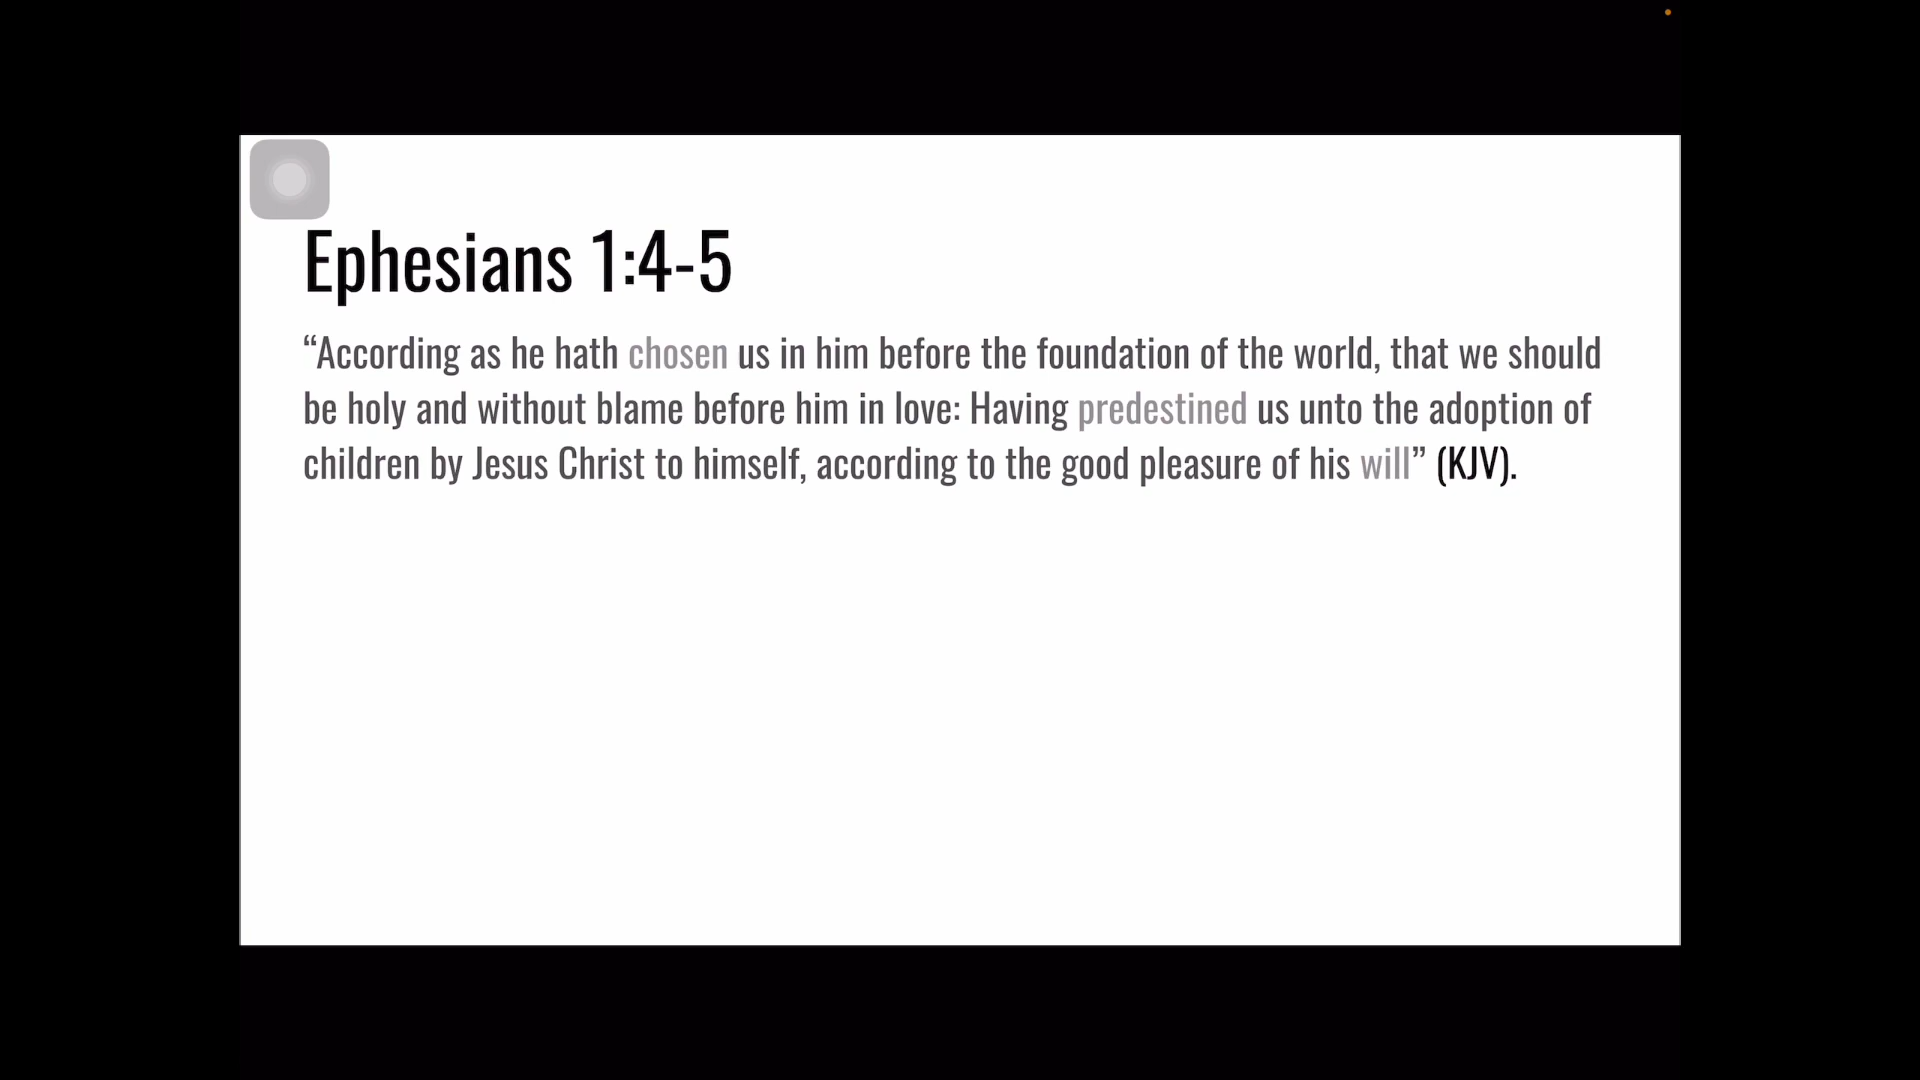 Ephesians 1:4-5
“According as he hath chosen us in him before the foundation of the world, that we should
be holy and without blame before him in love: Having predestined us unto the adoption of
children by Jesus Christ to himself, according to the good pleasure of his will” (KJV).